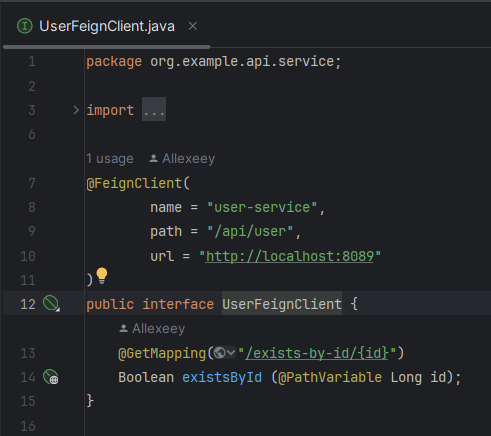 UserFeignClient.java
1 package org.example.api.service;
2
3 import ...
6
1 usage Allexeey
7 @FeignClient(
8 name = "user-service",
9 path = "/api/user",
10 url = "http://localhost:8089"
11 )
12 public interface UserFeignClient {
Allexeey
13 @GetMapping("/exists-by-id/{id}")
14 Boolean existsById (@PathVariable Long id);
15 }
16